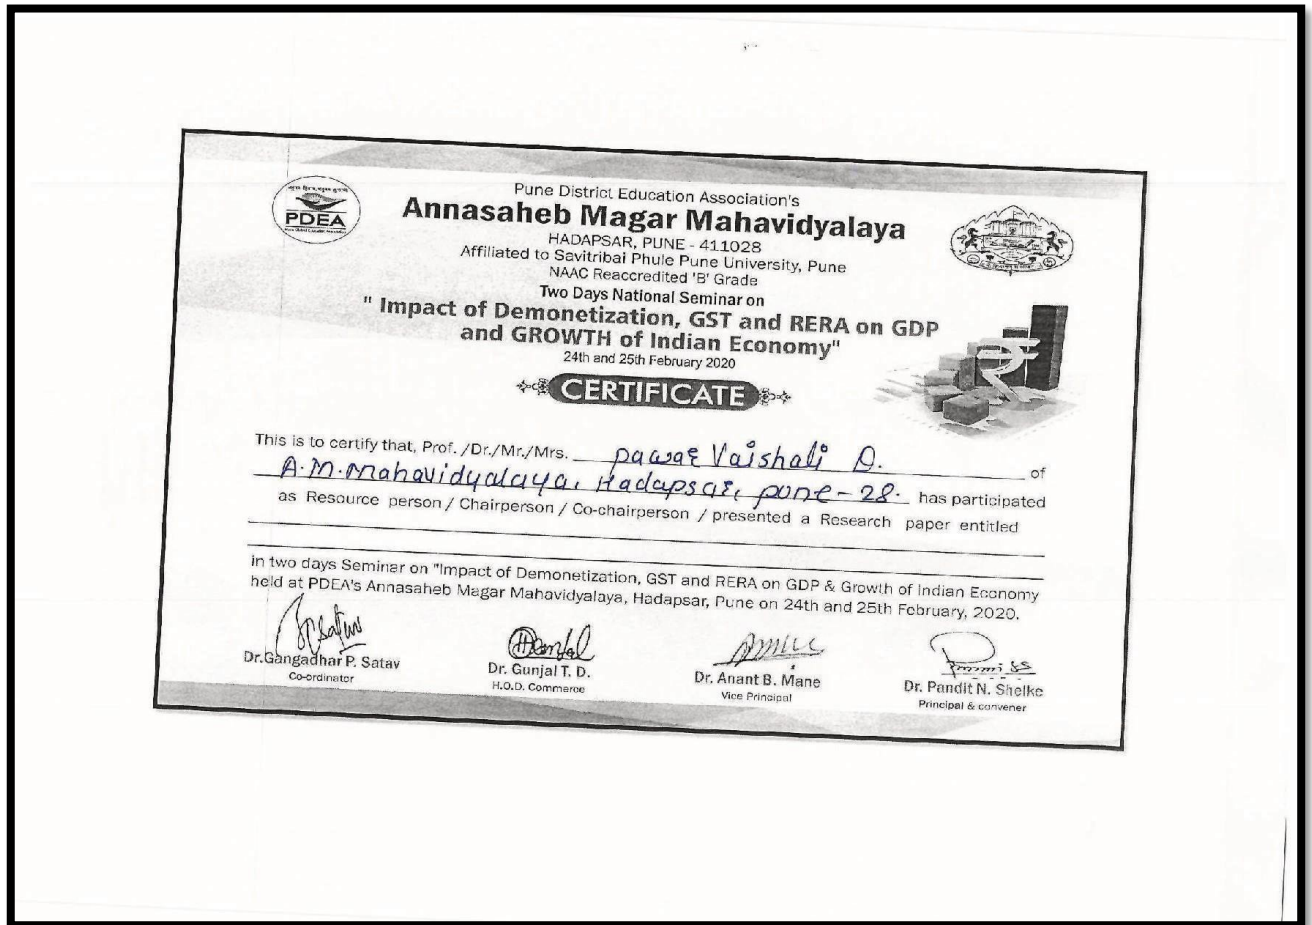 Pune District Education Association's
PDEA
Annasaheb Magar Mahavidyalaya
HADAPSAR, PUNE - 411028
Affiliated to Savitribai Phule Pune University, Pune
NAAC Reaccredited 'B' Grade
Two Days National Seminar on
" Impact of Demonetization, GST and RERA on GDP
and GROWTH of Indian Economy"
24th and 25th February 2020
CERTIFICATE
This is to certify that, Prof. /Dr./Mr./Mrs. Pawar Vaishali D. of
A.M.Mahavidyalaya, Hadapsar, pune-28. has participated
as Resource person / Chairperson / Co-chairperson / presented a Research paper entitled
in two days Seminar on "Impact of Demonetization, GST and RERA on GDP & Growth of Indian Economy
held at PDEA's Annasaheb Magar Mahavidyalaya, Hadapsar, Pune on 24th and 25th February, 2020.
Dr.Gangadhar P. Satav
Co-ordinator
Dr. Gunjal T. D.
H.O.D. Commerce
Dr. Anant B. Mane
Vice Principal
Dr. Pandit N. Shelke
Principal & convener